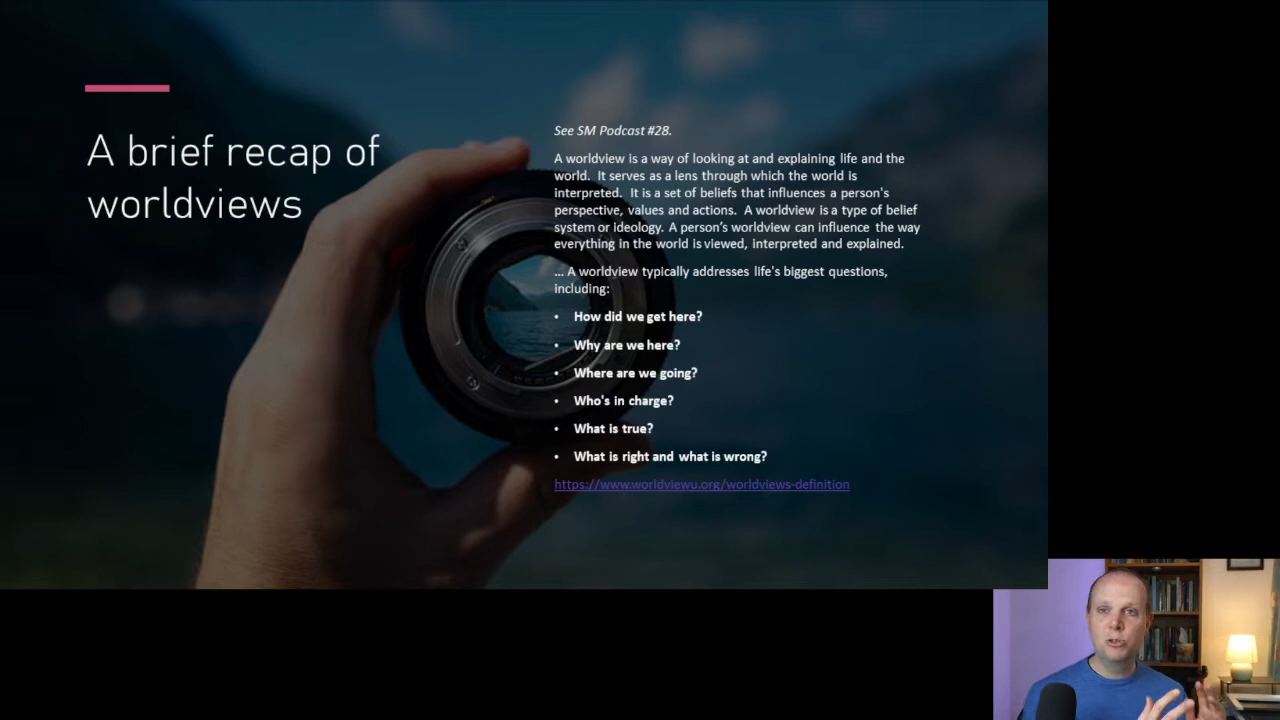 A brief recap of
worldviews
See SM Podcast #28.
A worldview is a way of looking at and explaining life and the
world. It serves as a lens through which the world is
interpreted. It is a set of beliefs that influences a person's
perspective, values and actions. A worldview is a type of belief
system or ideology. A person’s worldview can influence the way
everything in the world is viewed, interpreted and explained.
... A worldview typically addresses life's biggest questions,
including:
• How did we get here?
• Why are we here?
• Where are we going?
• Who's in charge?
• What is true?
• What is right and what is wrong?
https://www.worldviewu.org/worldviews-definition